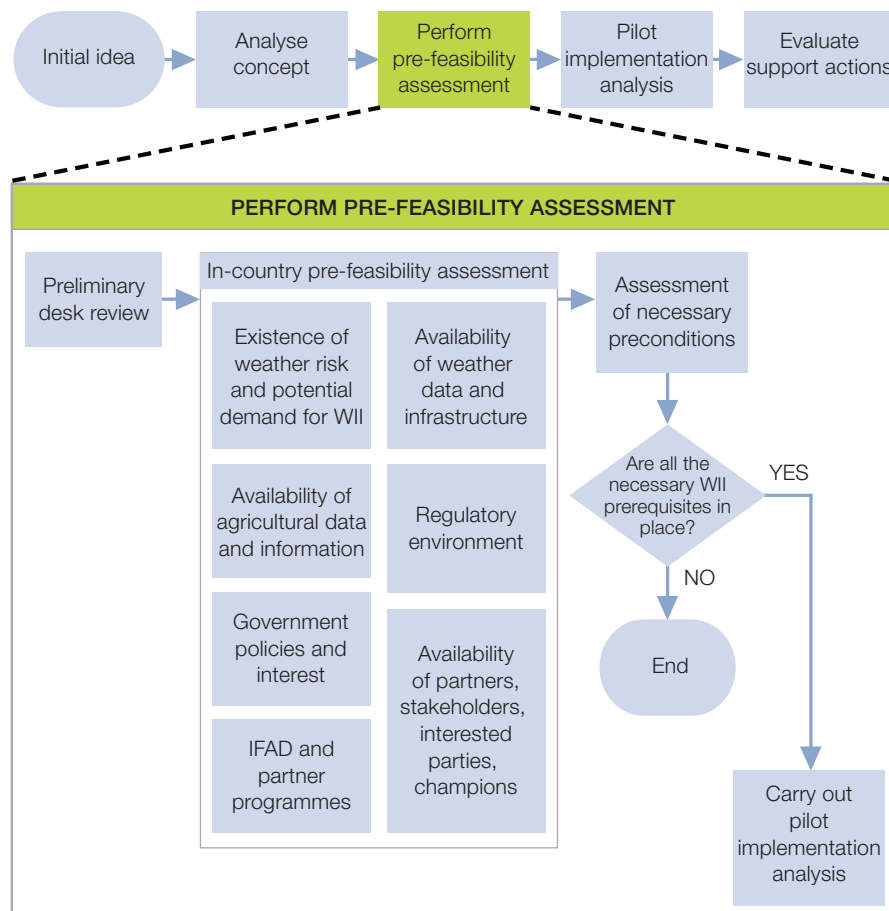 Initial idea
Analyse
concept
Perform
pre-feasibility
assessment
Pilot
implementation
analysis
Evaluate
support actions
PERFORM PRE-FEASIBILITY ASSESSMENT
Preliminary
desk review
In-country pre-feasibility assessment
Existence of
weather risk
and potential
demand for WII
Availability
of weather
data and
infrastructure
Availability of
agricultural data
and information
Regulatory
environment
Government
policies and
interest
Availability
of partners,
stakeholders,
interested
parties,
champions
IFAD and
partner
programmes
Assessment
of necessary
preconditions
Are all the
necessary WII
prerequisites in
place?
YES
NO
End
Carry out
pilot
implementation
analysis